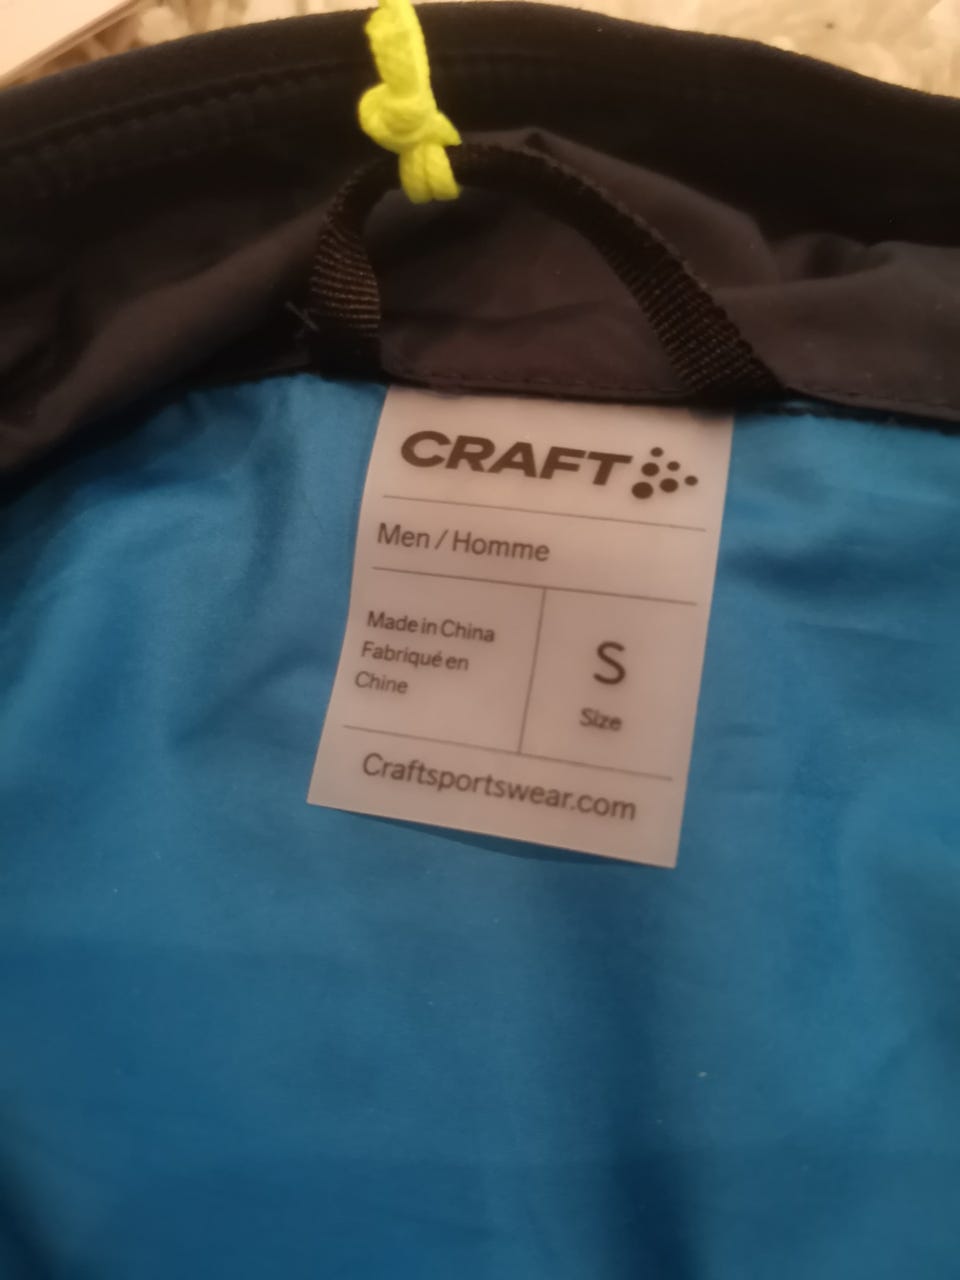 CRAFT
Men / Homme
Made in China
Fabriqué en
Chine
S
Size
Craftsportswear.com